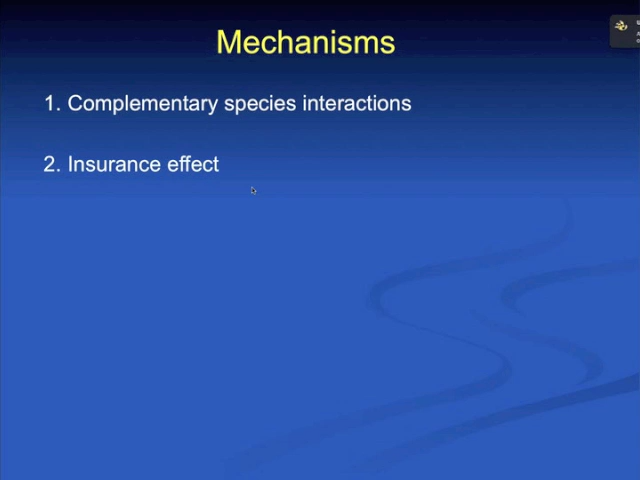 Mechanisms
1. Complementary species interactions
2. Insurance effect